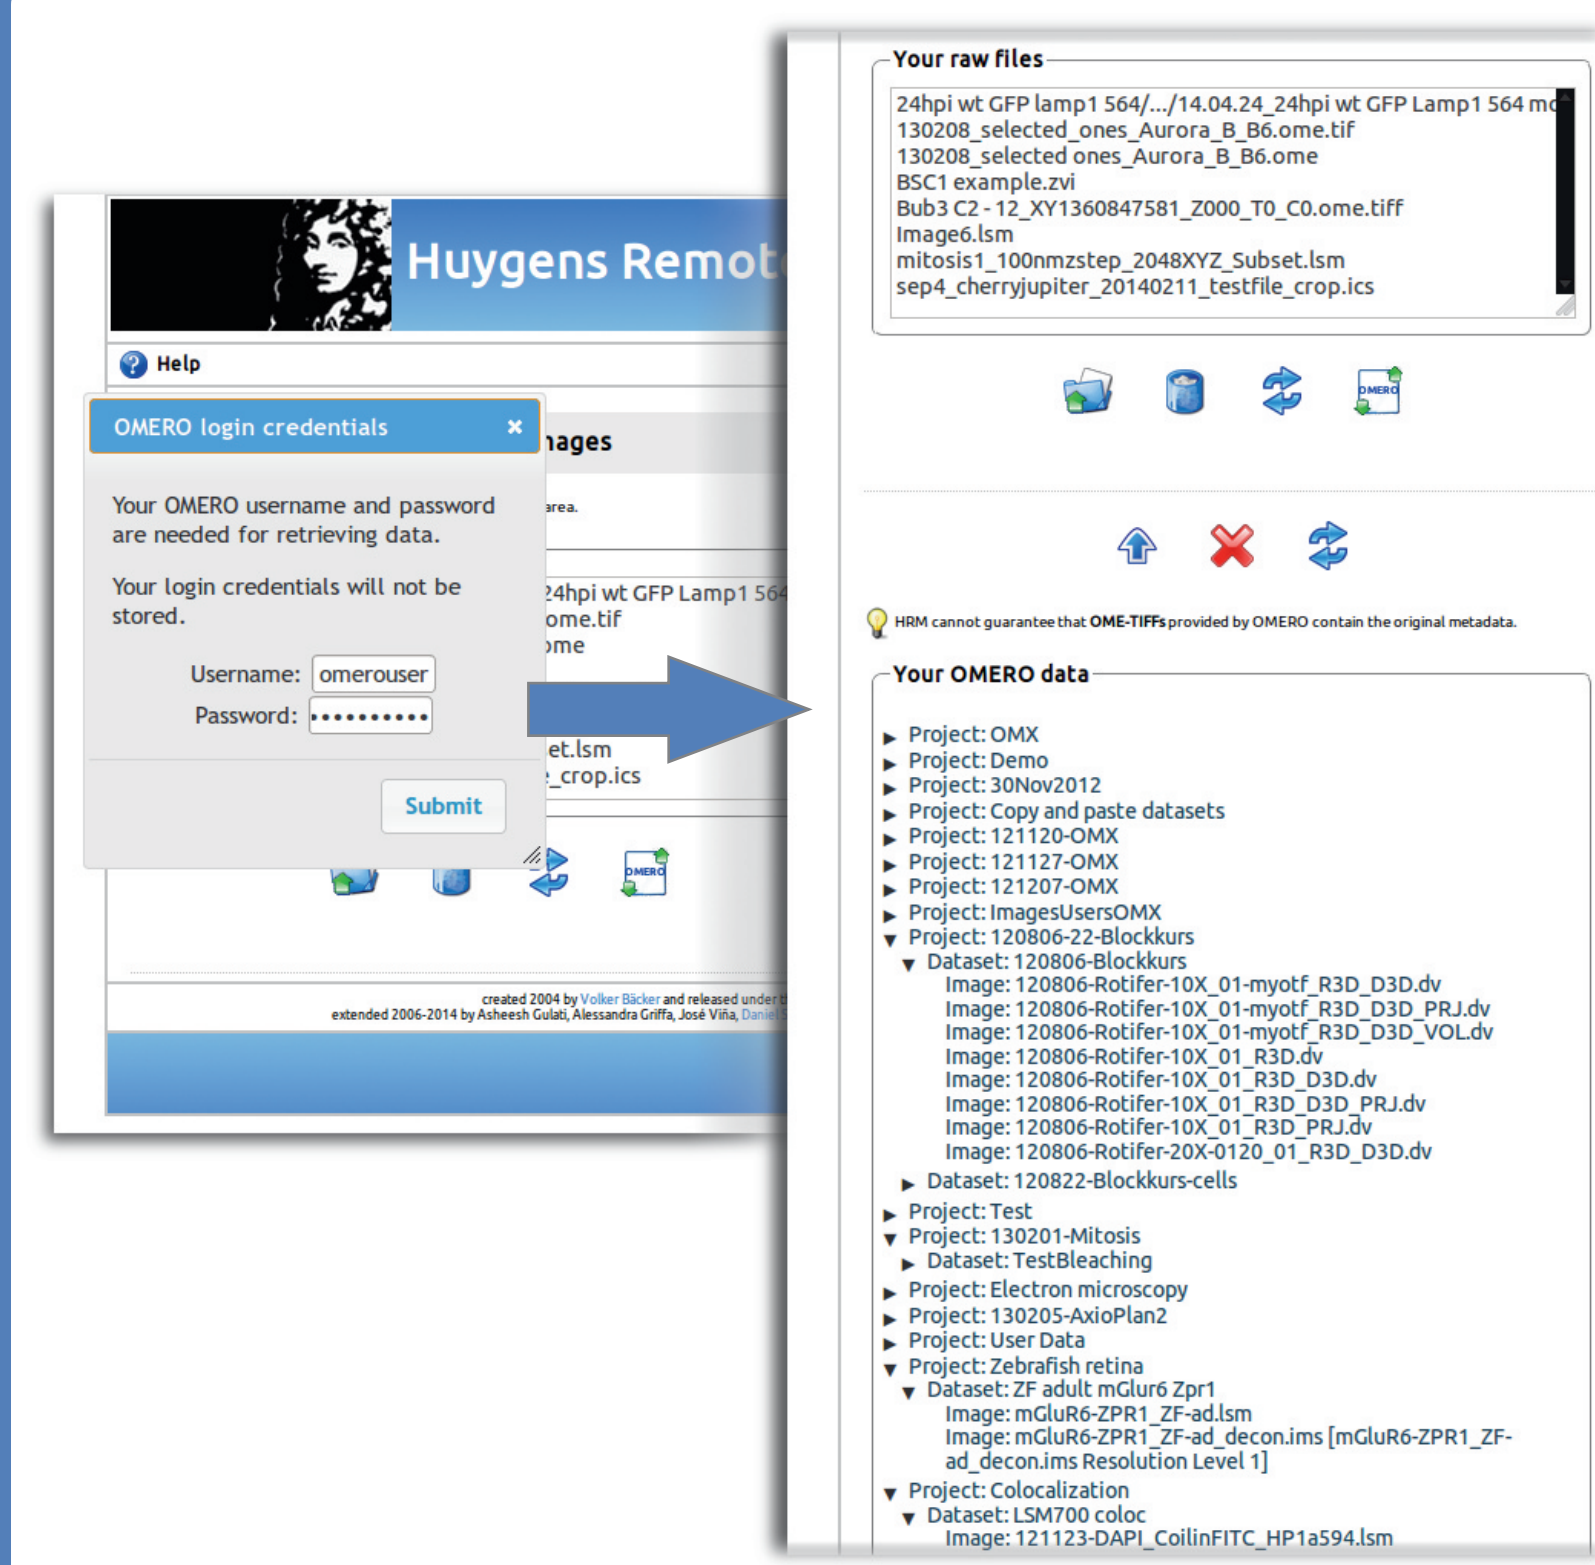 Huygens Remot
Help
OMERO login credentials
nages
Your OMERO username and password
are needed for retrieving data.
area.
Your login credentials will not be
stored.
24hpi wt GFP Lamp1 564
ome.tif
ome
Username: omerouser
Password: ••••••••••
et.lsm
_crop.ics
Submit
OMERO
created 2004 by Volker Bäcker and released under
extended 2006-2014 by Asheesh Gulati, Alessandra Griffa, José Viña, Daniel
Your raw files
24hpi wt GFP lamp1 564/.../14.04.24_24hpi wt GFP Lamp1 564 mo
130208_selected_ones_Aurora_B_B6.ome.tif
130208_selected ones_Aurora_B_B6.ome
BSC1 example.zvi
Bub3 C2 - 12_XY1360847581_Z000_T0_C0.ome.tiff
Image6.lsm
mitosis1_100nmzstep_2048XYZ_Subset.lsm
sep4_cherryjupiter_20140211_testfile_crop.ics
OMERO
HRM cannot guarantee that OME-TIFFs provided by OMERO contain the original metadata.
Your OMERO data
Project: OMX
Project: Demo
Project: 30Nov2012
Project: Copy and paste datasets
Project: 121120-OMX
Project: 121127-OMX
Project: 121207-OMX
Project: ImagesUsersOMX
Project: 120806-22-Blockkurs
Dataset: 120806-Blockkurs
Image: 120806-Rotifer-10X_01-myotf_R3D_D3D.dv
Image: 120806-Rotifer-10X_01-myotf_R3D_D3D_PRJ.dv
Image: 120806-Rotifer-10X_01-myotf_R3D_D3D_VOL.dv
Image: 120806-Rotifer-10X_01_R3D.dv
Image: 120806-Rotifer-10X_01_R3D_D3D.dv
Image: 120806-Rotifer-10X_01_R3D_D3D_PRJ.dv
Image: 120806-Rotifer-10X_01_R3D_PRJ.dv
Image: 120806-Rotifer-20X-0120_01_R3D_D3D.dv
Dataset: 120822-Blockkurs-cells
Project: Test
Project: 130201-Mitosis
Dataset: TestBleaching
Project: Electron microscopy
Project: 130205-AxioPlan2
Project: User Data
Project: Zebrafish retina
Dataset: ZF adult mGlur6 Zpr1
Image: mGluR6-ZPR1_ZF-ad.lsm
Image: mGluR6-ZPR1_ZF-ad_decon.ims [mGluR6-ZPR1_ZF-
ad_decon.ims Resolution Level 1]
Project: Colocalization
Dataset: LSM700 coloc
Image: 121123-DAPI_CoilinFITC_HP1a594.lsm